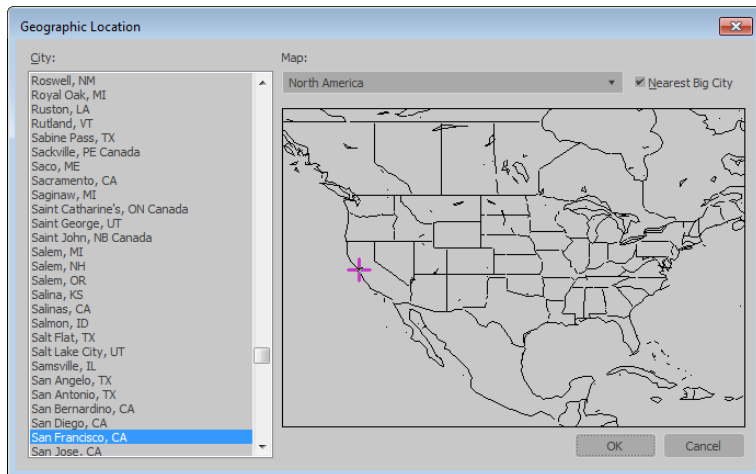 Geographic Location
City:
Map:
Roswell, NM
Royal Oak, MI
Ruston, LA
Rutland, VT
Sabine Pass, TX
Sackville, PE Canada
Saco, ME
Sacramento, CA
Saginaw, MI
Saint Catharine's, ON Canada
Saint George, UT
Saint John, NB Canada
Salem, MI
Salem, NH
Salem, OR
Salina, KS
Salinas, CA
Salmon, ID
Salt Flat, TX
Salt Lake City, UT
Samsville, IL
San Angelo, TX
San Antonio, TX
San Bernardino, CA
San Diego, CA
San Francisco, CA
San Jose, CA
North America
Nearest Big City
OK
Cancel